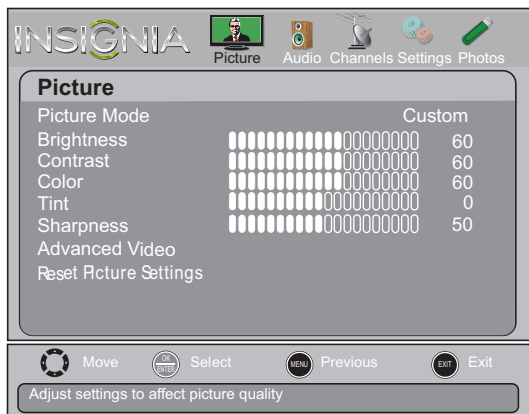 INSIGNIA
Picture Audio Channels Settings Photos
Picture
Picture Mode Custom
Brightness 60
Contrast 60
Color 60
Tint 0
Sharpness 50
Advanced Video
Reset Picture Settings
Move OK ENTER Select MENU Previous EXIT Exit
Adjust settings to affect picture quality